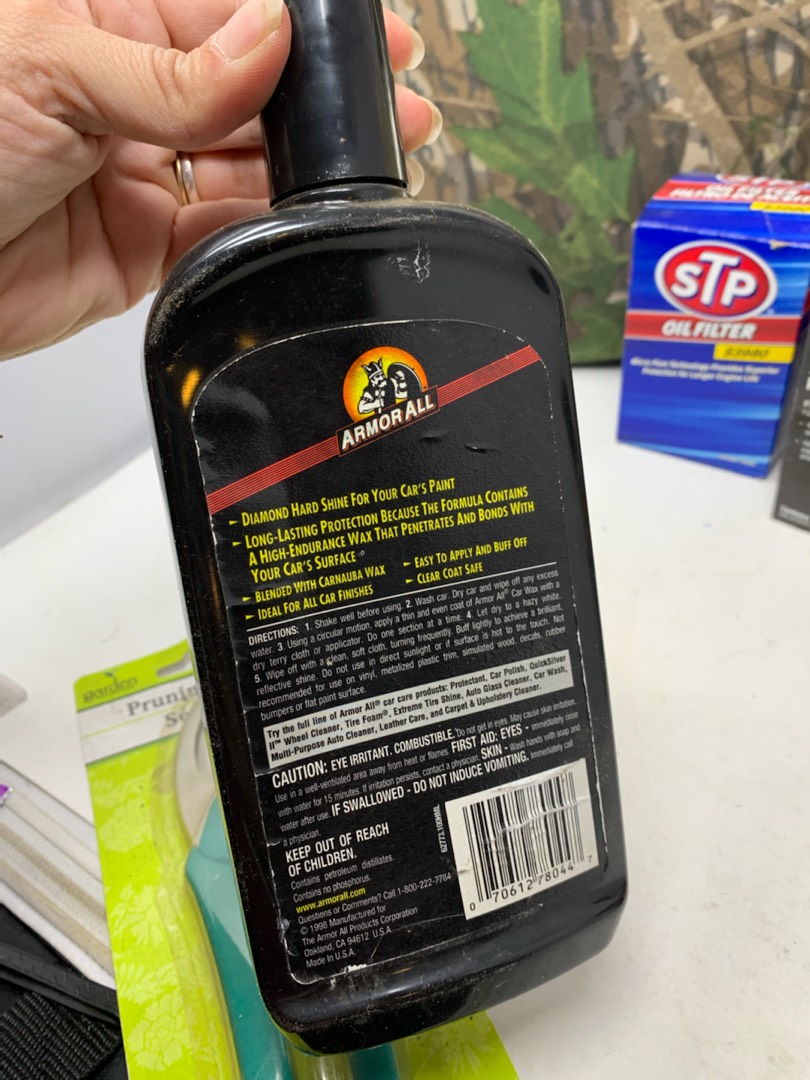 STP
OIL FILTER
STP
OIL FILTER
ARMOR ALL
– DIAMOND HARD SHINE FOR YOUR CAR'S PAINT
– LONG-LASTING PROTECTION BECAUSE THE FORMULA CONTAINS
A HIGH-ENDURANCE WAX THAT PENETRATES AND BONDS WITH
YOUR CAR'S SURFACE
– BLENDED WITH CARNAUBA WAX
– IDEAL FOR ALL CAR FINISHES
– EASY TO APPLY AND BUFF OFF
– CLEAR COAT SAFE
DIRECTIONS: 1. Shake well before using. 2. Wash car. Dry car and wipe off any excess
water. 3. Using a circular motion, apply a thin and even coat of Armor All® Car Wax with a
dry terry cloth or applicator. Do one section at a time. 4. Let dry to a hazy white.
5. Wipe off with a clean, soft cloth, turning frequently. Buff lightly to achieve a brilliant,
reflective shine. Do not use in direct sunlight or if surface is hot to the touch. Not
recommended for use on vinyl, metalized plastic trim, simulated wood, decals, rubber
bumpers or flat paint surface.
Try the full line of Armor All® car care products: Protectant, Car Polish, QuickSilver
II™ Wheel Cleaner, Tire Foam®, Extreme Tire Shine, Auto Glass Cleaner, Car Wash,
Multi-Purpose Auto Cleaner, Leather Care, and Carpet & Upholstery Cleaner.
CAUTION: EYE IRRITANT. COMBUSTIBLE. Do not get in eyes. May cause skin irritation.
Use in a well-ventilated area away from heat or flames. FIRST AID: EYES - Immediately rinse
with water for 15 minutes. If irritation persists, contact a physician. SKIN - Wash hands with soap and
water after use. IF SWALLOWED - DO NOT INDUCE VOMITING. Immediately call
a physician.
KEEP OUT OF REACH
OF CHILDREN.
Contains petroleum distillates.
Contains no phosphorus.
www.armorall.com
Questions or Comments? Call 1-800-222-7784
© 1998 Manufactured for
The Armor All Products Corporation
Oakland, CA 94612 U.S.A.
Made in U.S.A.
0 70612 78044 7
garden
Prunin